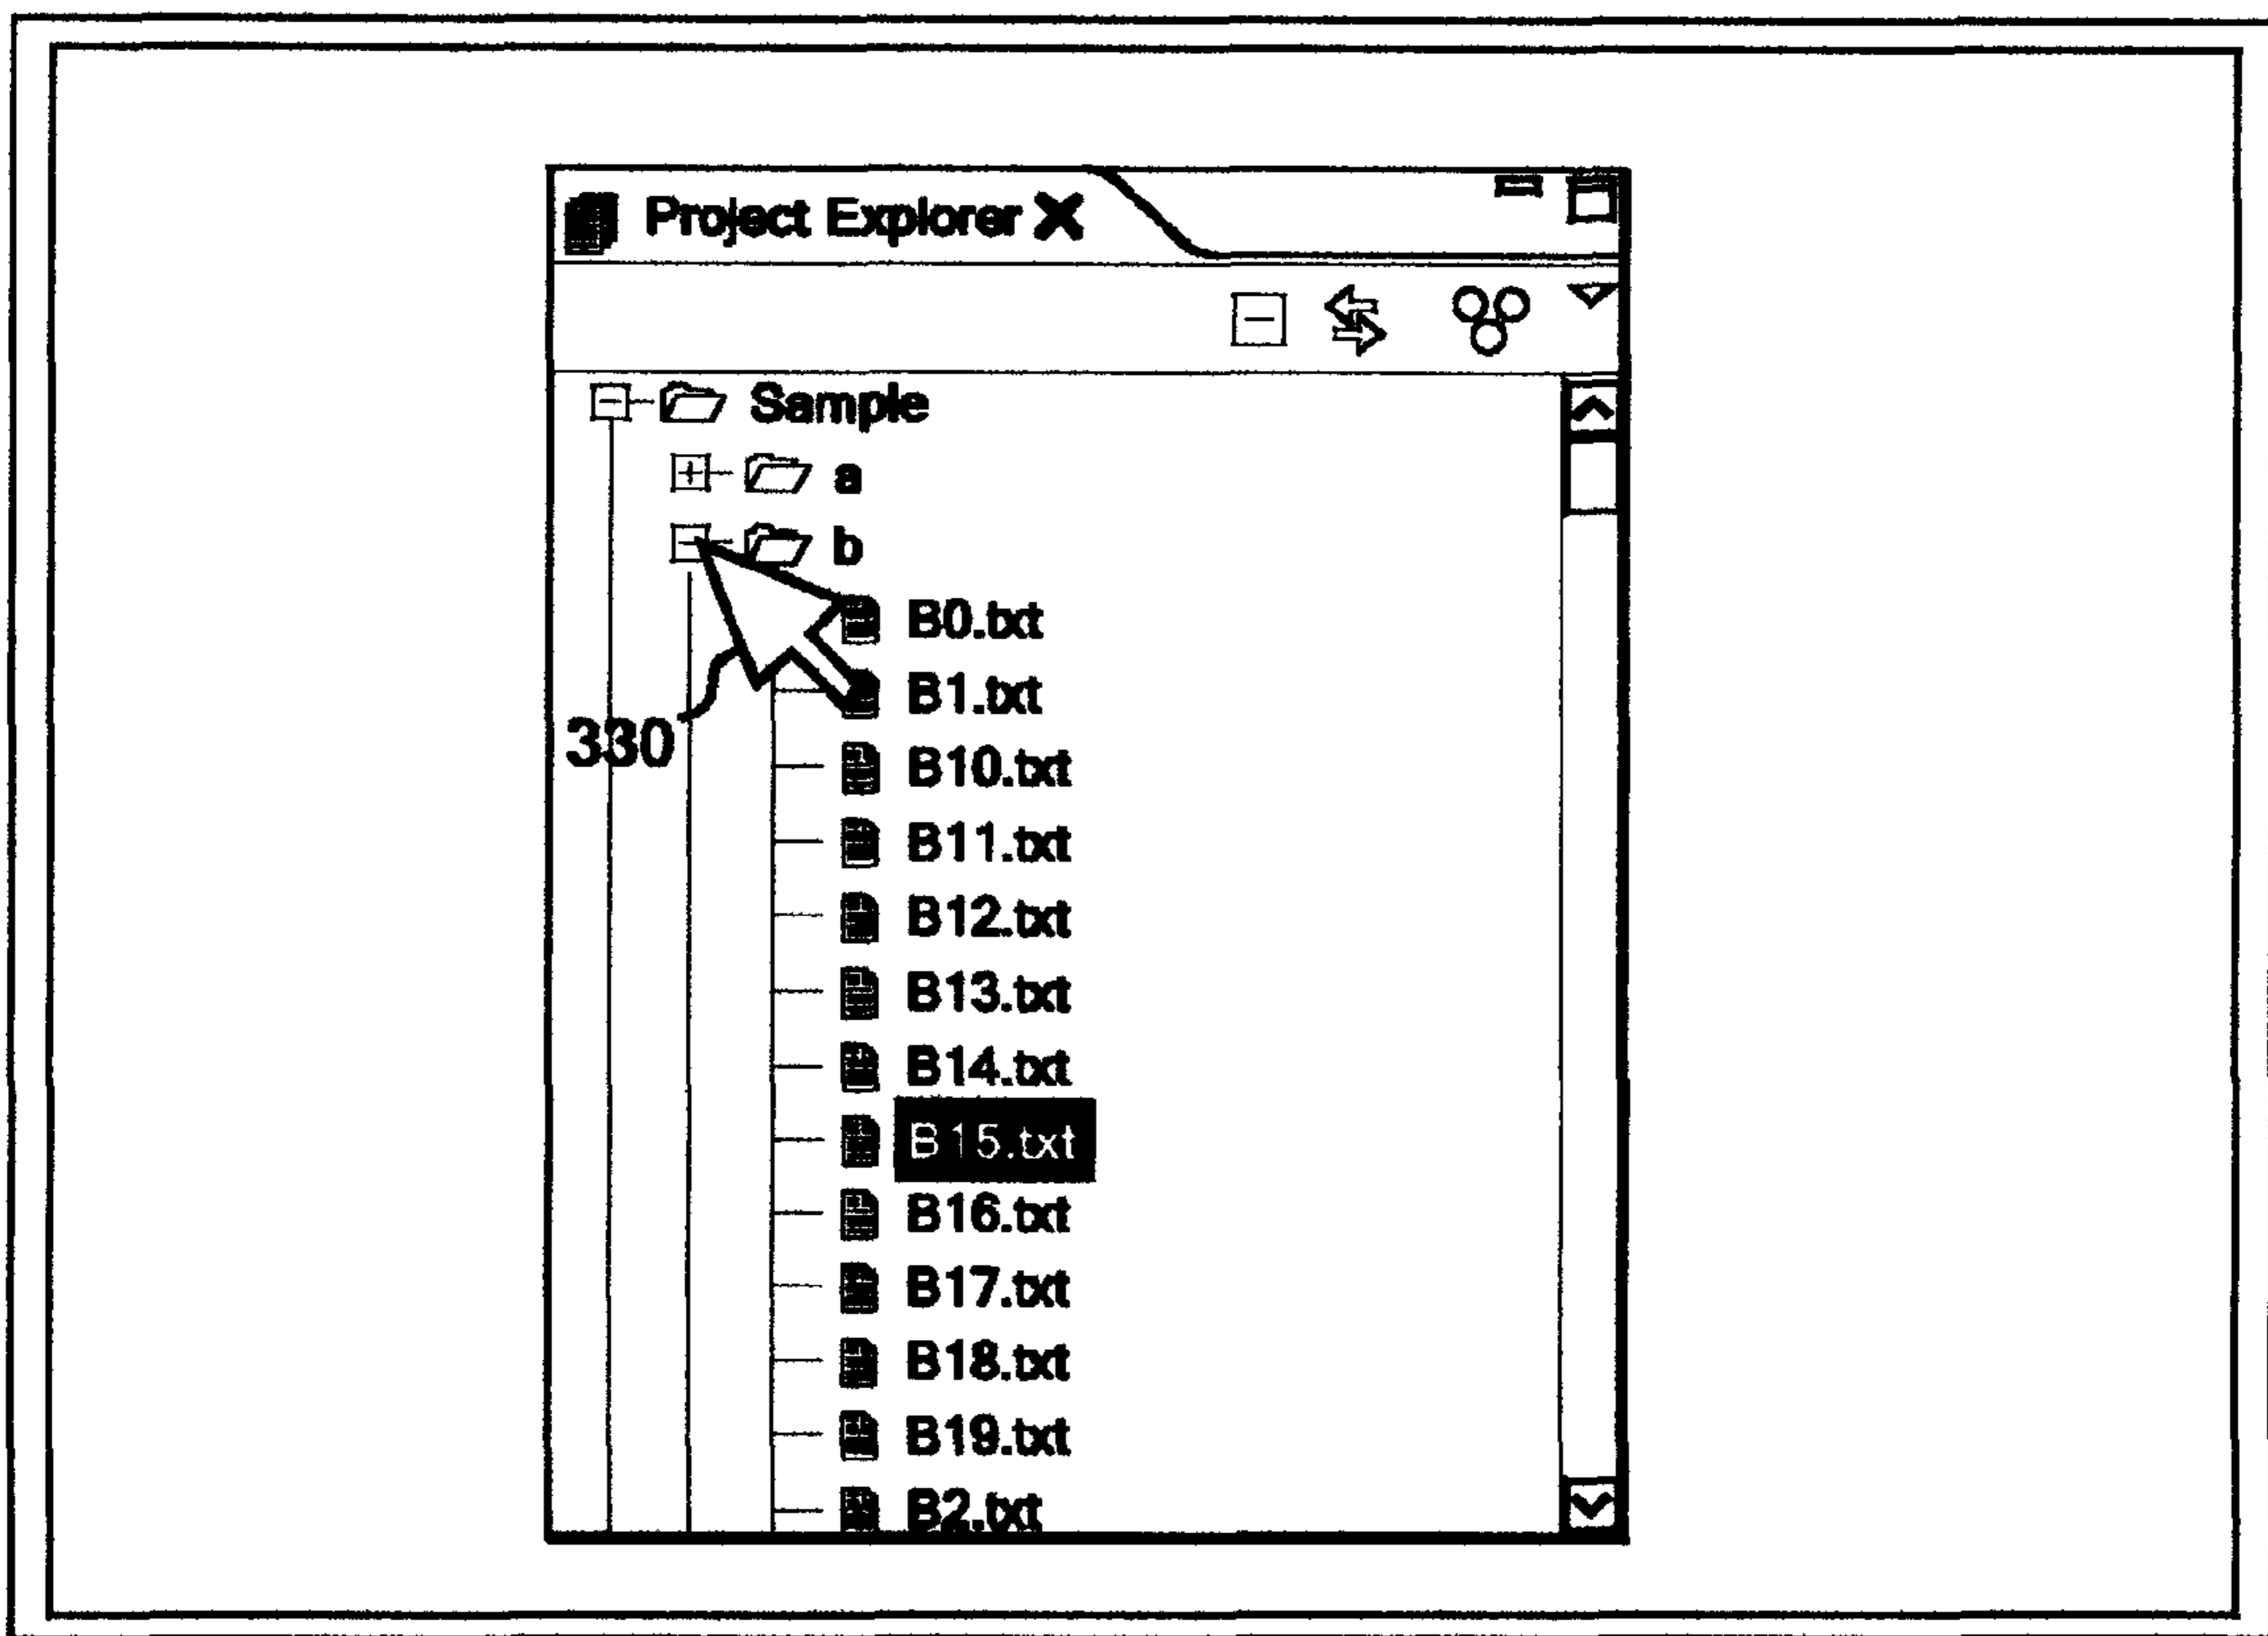 Project Explorer
Sample
a
b
B0.txt
B1.txt
330
B10.txt
B11.txt
B12.txt
B13.txt
B14.txt
B15.txt
B16.txt
B17.txt
B18.txt
B19.txt
B2.txt